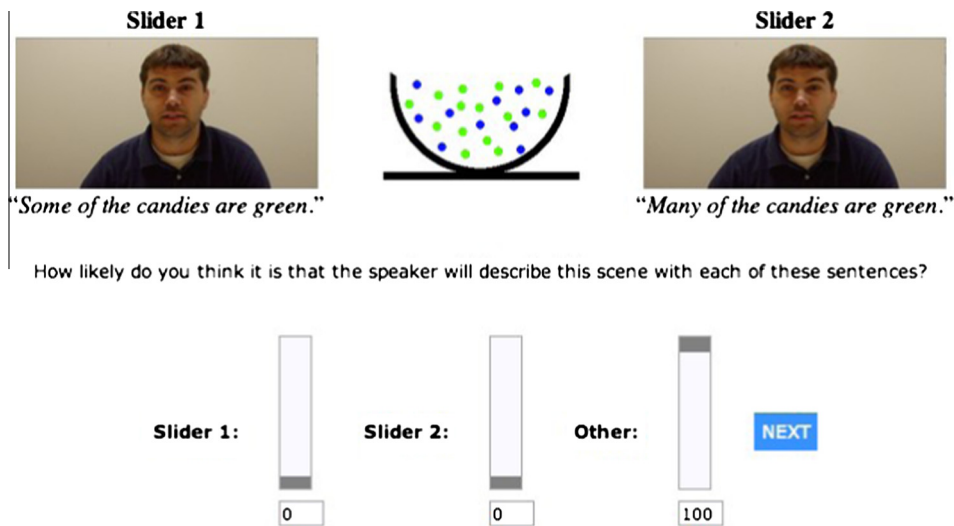 Slider 1
Slider 2
“Some of the candies are green.”
“Many of the candies are green.”
How likely do you think it is that the speaker will describe this scene with each of these sentences?
Slider 1:
Slider 2:
Other:
NEXT
0
0
100